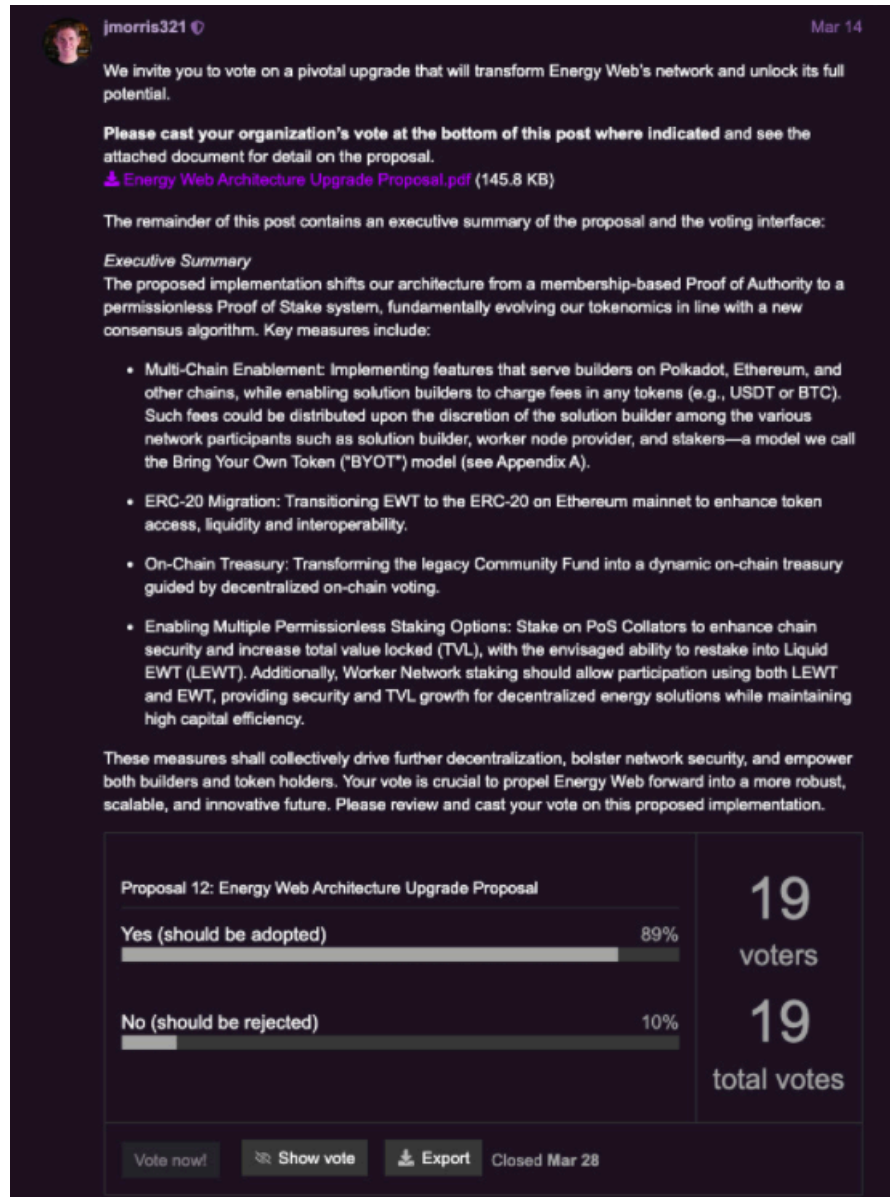 jmorris321
Mar 14
We invite you to vote on a pivotal upgrade that will transform Energy Web's network and unlock its full
potential.
Please cast your organization's vote at the bottom of this post where indicated and see the
attached document for detail on the proposal.
Energy Web Architecture Upgrade Proposal.pdf (145.8 KB)
The remainder of this post contains an executive summary of the proposal and the voting interface:
Executive Summary
The proposed implementation shifts our architecture from a membership-based Proof of Authority to a
permissionless Proof of Stake system, fundamentally evolving our tokenomics in line with a new
consensus algorithm. Key measures include:
• Multi-Chain Enablement: Implementing features that serve builders on Polkadot, Ethereum, and
other chains, while enabling solution builders to charge fees in any tokens (e.g., USDT or BTC).
Such fees could be distributed upon the discretion of the solution builder among the various
network participants such as solution builder, worker node provider, and stakers—a model we call
the Bring Your Own Token ("BYOT") model (see Appendix A).
• ERC-20 Migration: Transitioning EWT to the ERC-20 on Ethereum mainnet to enhance token
access, liquidity and interoperability.
• On-Chain Treasury: Transforming the legacy Community Fund into a dynamic on-chain treasury
guided by decentralized on-chain voting.
• Enabling Multiple Permissionless Staking Options: Stake on PoS Collators to enhance chain
security and increase total value locked (TVL), with the envisaged ability to restake into Liquid
EWT (LEWT). Additionally, Worker Network staking should allow participation using both LEWT
and EWT, providing security and TVL growth for decentralized energy solutions while maintaining
high capital efficiency.
These measures shall collectively drive further decentralization, bolster network security, and empower
both builders and token holders. Your vote is crucial to propel Energy Web forward into a more robust,
scalable, and innovative future. Please review and cast your vote on this proposed implementation.
Proposal 12: Energy Web Architecture Upgrade Proposal
Yes (should be adopted) 89%
No (should be rejected) 10%
19
voters
19
total votes
Vote now! Show vote Export Closed Mar 28